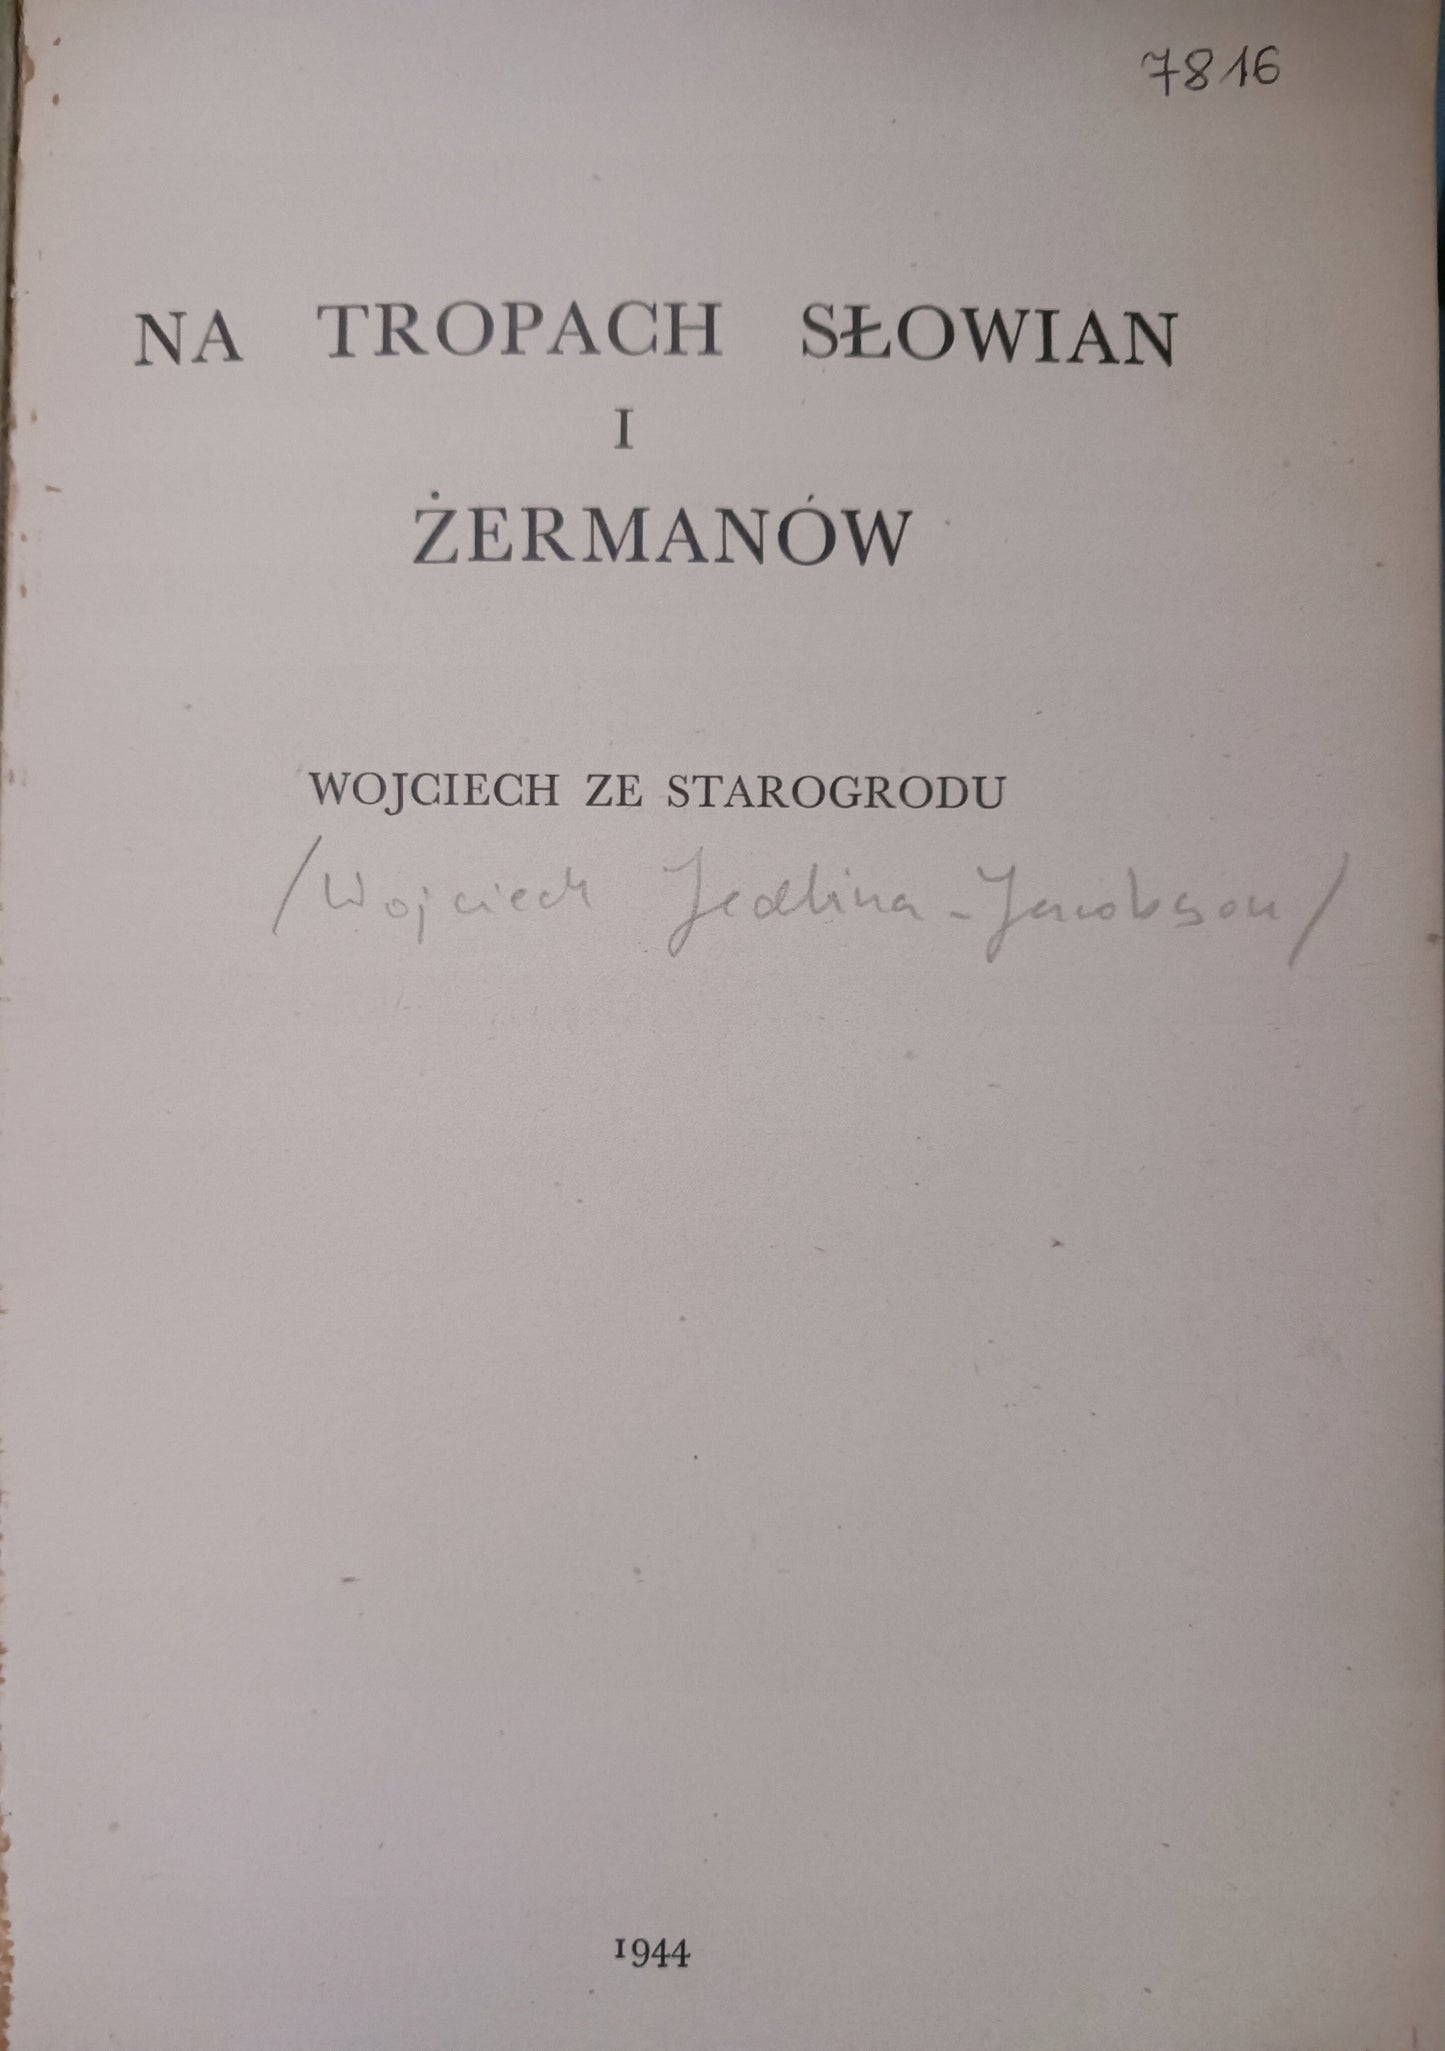 7816
NA TROPACH SŁOWIAN
I
ŻERMANÓW
WOJCIECH ZE STAROGRODU
/Wojciech Jedlina-Jacobson/
1944